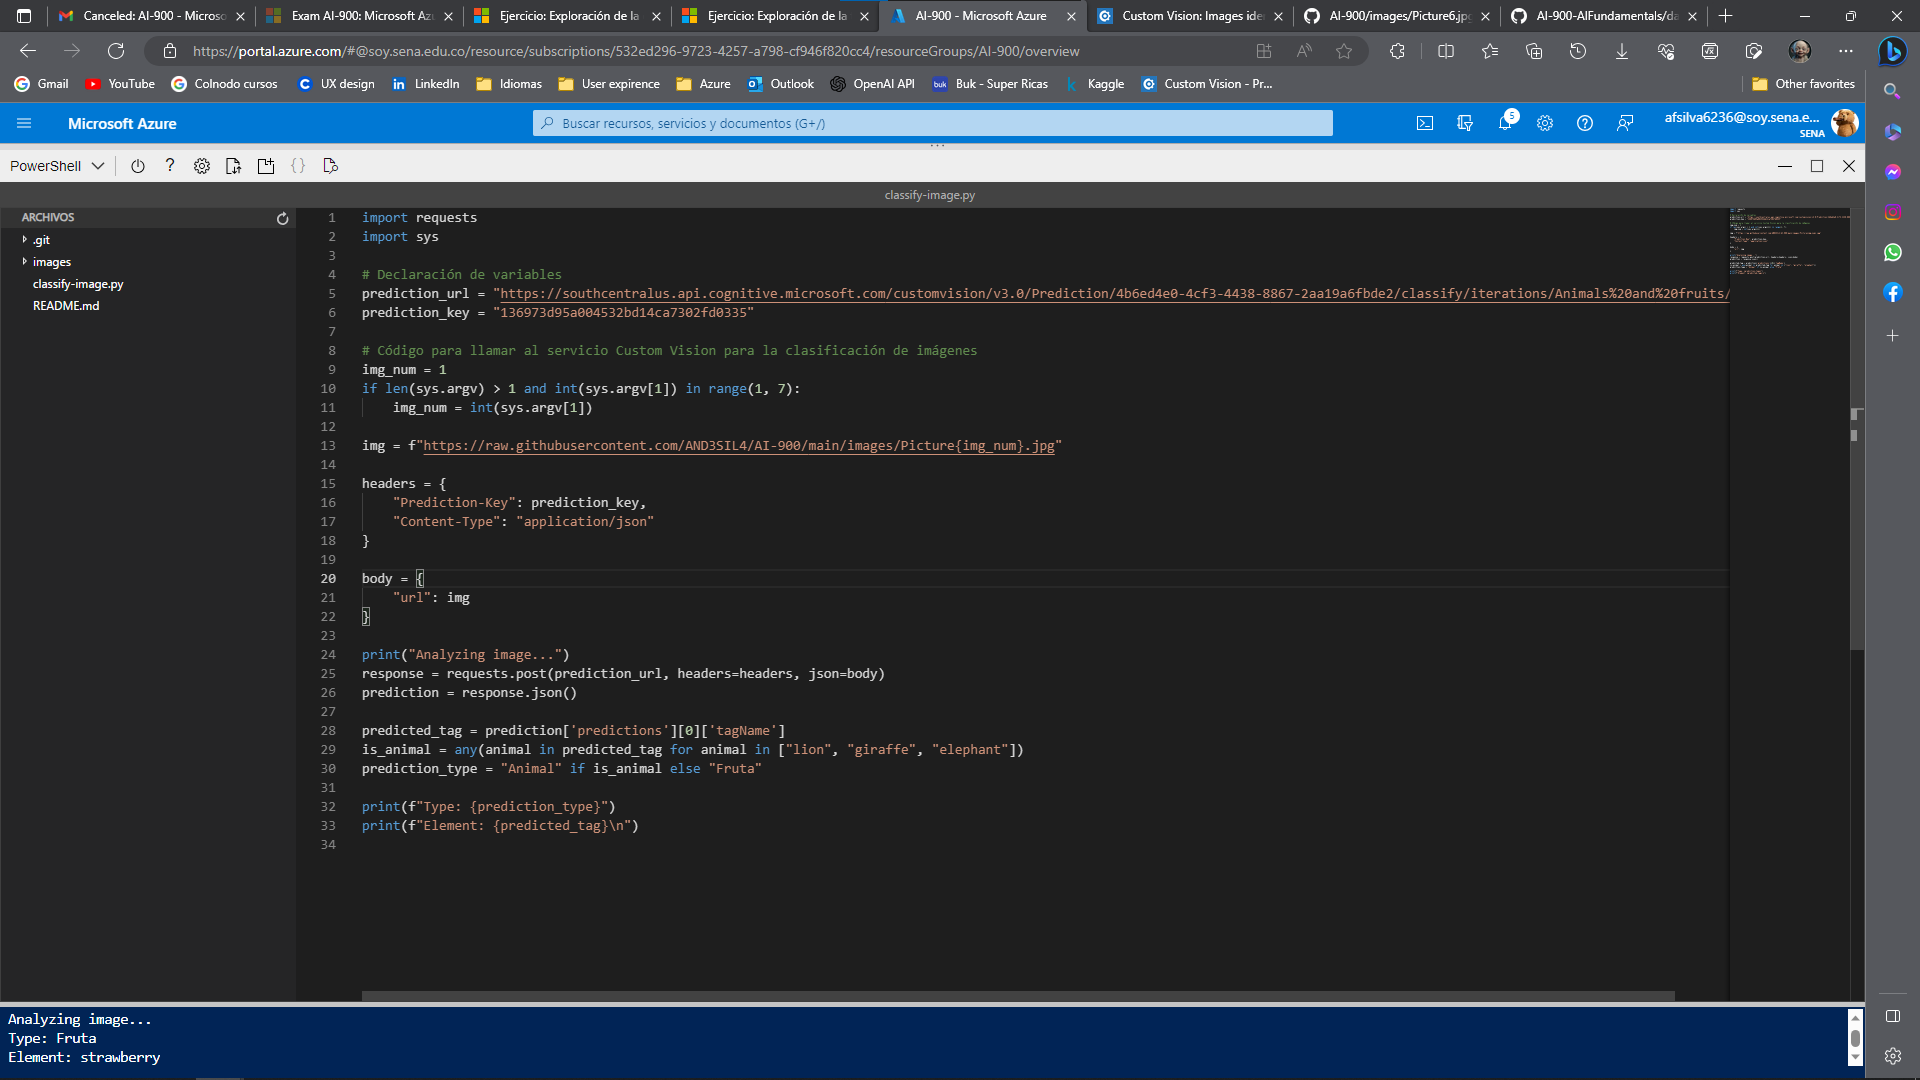 Canceled: AI-900 - Microso
Exam AI-900: Microsoft Azu
Ejercicio: Exploración de la
Ejercicio: Exploración de la
AI-900 - Microsoft Azure
Custom Vision: Images ide
AI-900/images/Picture6.jpg
AI-900-AIFundamentals/da
https://portal.azure.com/#@soy.sena.edu.co/resource/subscriptions/532ed296-9723-4257-a798-cf946f820cc4/resourceGroups/AI-900/overview
Gmail
YouTube
Colnodo cursos
UX design
LinkedIn
Idiomas
User expirence
Azure
Outlook
OpenAI API
buk
Buk - Super Ricas
Kaggle
Custom Vision - Pr...
Other favorites
Microsoft Azure
Buscar recursos, servicios y documentos (G+/)
5
afsilva6236@soy.sena.e...
SENA
PowerShell
classify-image.py
ARCHIVOS
.git
images
classify-image.py
README.md
1 import requests
2 import sys
3
4 # Declaración de variables
5 prediction_url = "https://southcentralus.api.cognitive.microsoft.com/customvision/v3.0/Prediction/4b6ed4e0-4cf3-4438-8867-2aa19a6fbde2/classify/iterations/Animals%20and%20fruits/
6 prediction_key = "136973d95a004532bd14ca7302fd0335"
7
8 # Código para llamar al servicio Custom Vision para la clasificación de imágenes
9 img_num = 1
10 if len(sys.argv) > 1 and int(sys.argv[1]) in range(1, 7):
11     img_num = int(sys.argv[1])
12
13 img = f"https://raw.githubusercontent.com/AND3SIL4/AI-900/main/images/Picture{img_num}.jpg"
14
15 headers = {
16     "Prediction-Key": prediction_key,
17     "Content-Type": "application/json"
18 }
19
20 body = {
21     "url": img
22 }
23
24 print("Analyzing image...")
25 response = requests.post(prediction_url, headers=headers, json=body)
26 prediction = response.json()
27
28 predicted_tag = prediction['predictions'][0]['tagName']
29 is_animal = any(animal in predicted_tag for animal in ["lion", "giraffe", "elephant"])
30 prediction_type = "Animal" if is_animal else "Fruta"
31
32 print(f"Type: {prediction_type}")
33 print(f"Element: {predicted_tag}\n")
34
Analyzing image...
Type: Fruta
Element: strawberry